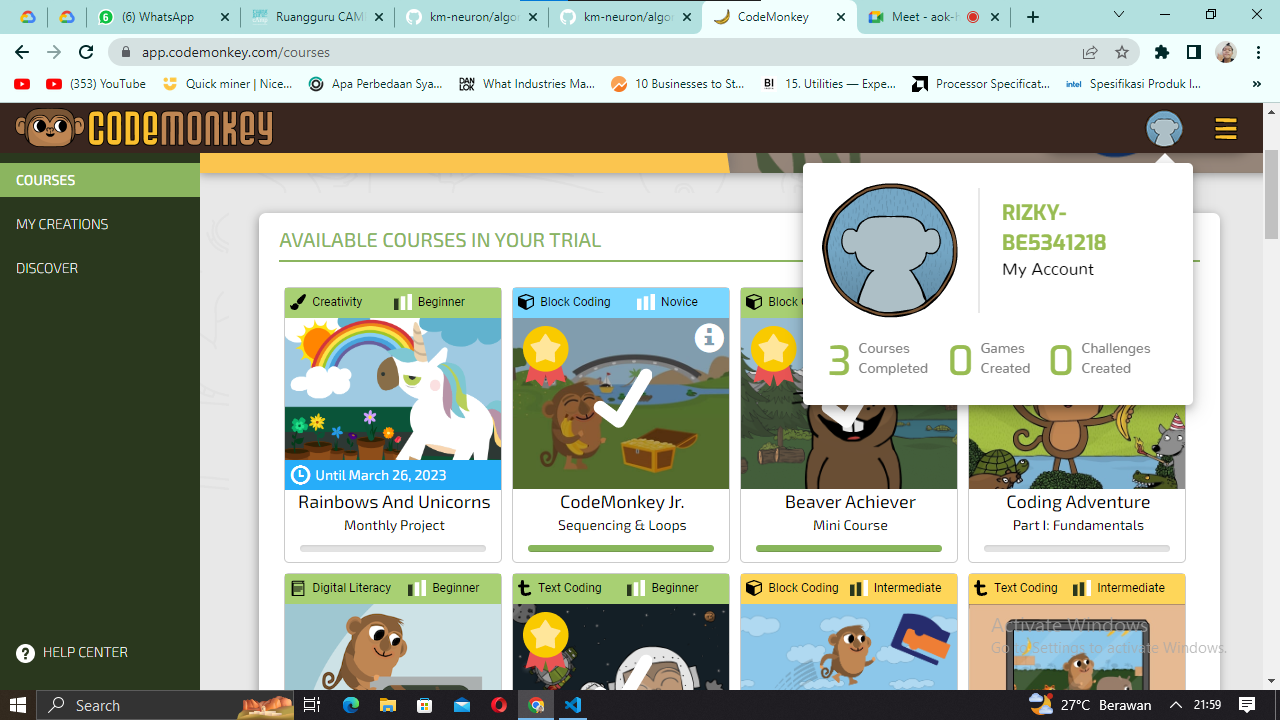 (6) WhatsApp
Ruangguru CAM
km-neuron/algor
km-neuron/algor
CodeMonkey
Meet - aok-h
app.codemonkey.com/courses
(353) YouTube
Quick miner | Nice...
Apa Perbedaan Sya...
DAN LOK
What Industries Ma...
10 Businesses to St...
BI
15. Utilities — Expe...
Processor Specificat...
intel
Spesifikasi Produk I...
CODEMONKEY
COURSES
MY CREATIONS
DISCOVER
HELP CENTER
AVAILABLE COURSES IN YOUR TRIAL
RIZKY-
BE5341218
My Account
3 Courses Completed
0 Games Created
0 Challenges Created
Creativity Beginner
Until March 26, 2023
Rainbows And Unicorns
Monthly Project
Block Coding Novice
CodeMonkey Jr.
Sequencing & Loops
Block
Beaver Achiever
Mini Course
Coding Adventure
Part I: Fundamentals
Digital Literacy Beginner
Text Coding Beginner
Block Coding Intermediate
Text Coding Intermediate
Activate Windows
Go to Settings to activate Windows.
Search
27°C Berawan
21:59